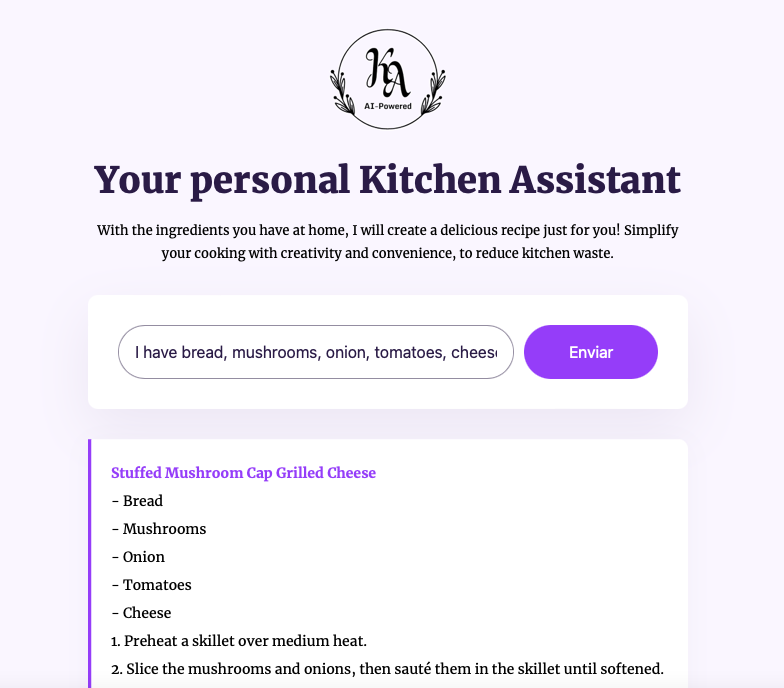 KA
AI-Powered
Your personal Kitchen Assistant
With the ingredients you have at home, I will create a delicious recipe just for you! Simplify
your cooking with creativity and convenience, to reduce kitchen waste.
I have bread, mushrooms, onion, tomatoes, cheese
Enviar
Stuffed Mushroom Cap Grilled Cheese
- Bread
- Mushrooms
- Onion
- Tomatoes
- Cheese
1. Preheat a skillet over medium heat.
2. Slice the mushrooms and onions, then sauté them in the skillet until softened.